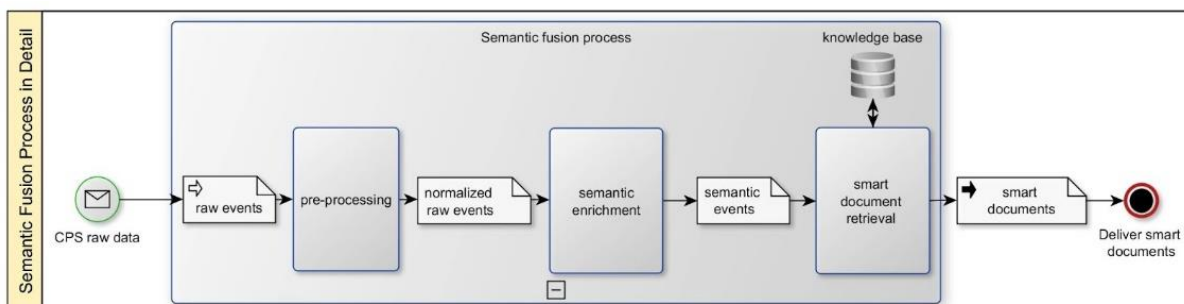 Semantic Fusion Process in Detail
Semantic fusion process
knowledge base
CPS raw data
raw events
pre-processing
normalized
raw events
semantic
enrichment
semantic
events
smart
document
retrieval
smart
documents
Deliver smart
documents